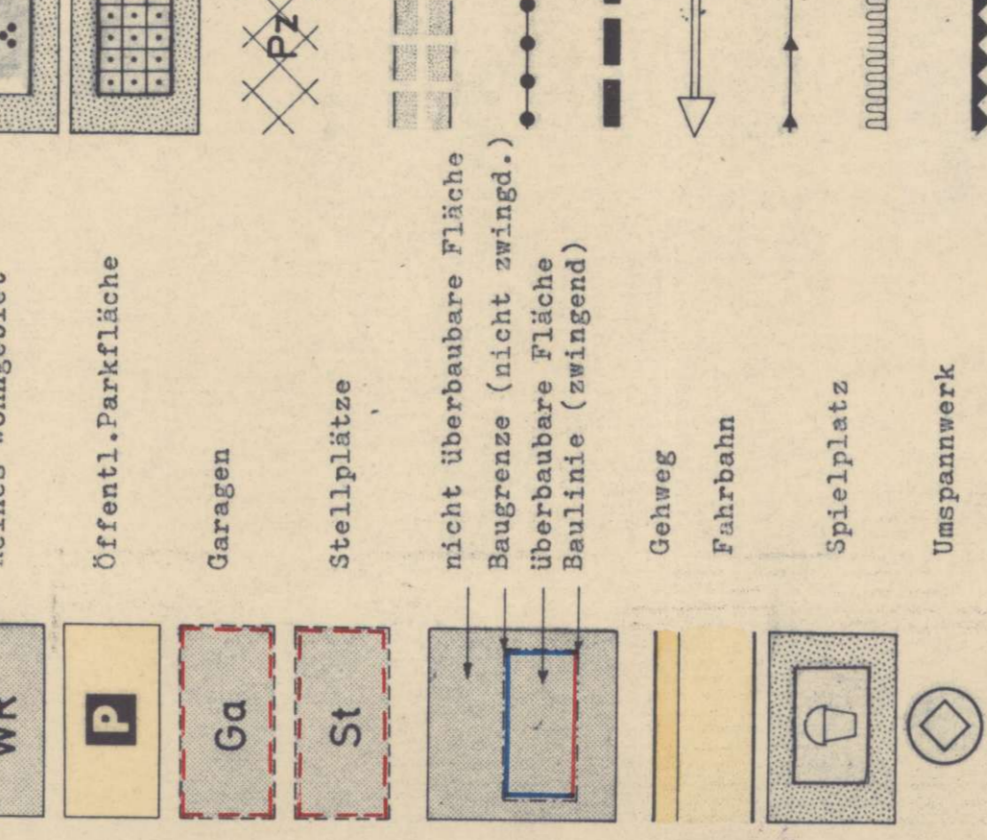 WR
P
Öffentl.Parkfläche
Ga
Garagen
St
Stellplätze
nicht überbaubare Fläche
Baugrenze (nicht zwingd.)
überbaubare Fläche
Baulinie (zwingend)
Gehweg
Fahrbahn
Spielplatz
Umspannwerk
Pz